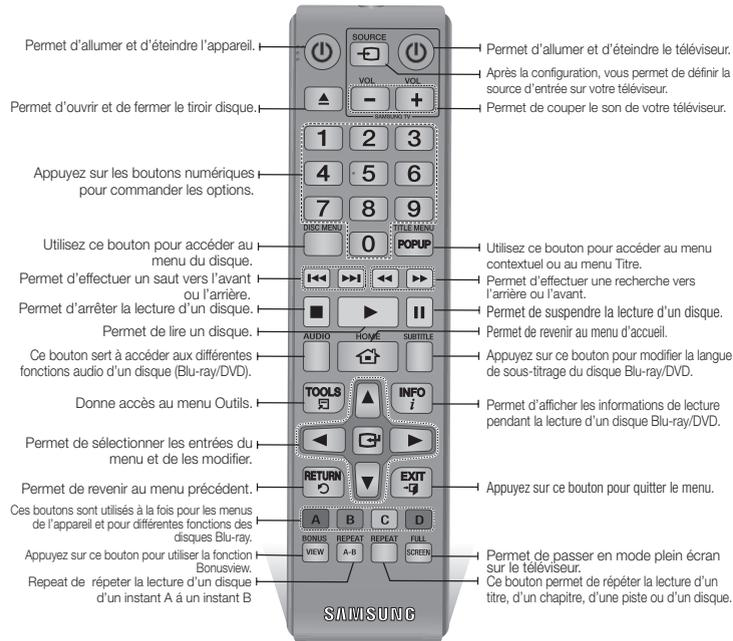 Permet d'allumer et d'éteindre l'appareil.
SOURCE
Permet d'allumer et d'éteindre le téléviseur.
Après la configuration, vous permet de définir la
source d'entrée sur votre téléviseur.
VOL
VOL
Permet d'ouvrir et de fermer le tiroir disque.
- +
Permet de couper le son de votre téléviseur.
SAMSUNG TV
1 2 3
Appuyez sur les boutons numériques
pour commander les options.
4 5 6
7 8 9
DISC MENU
TITLE MENU
0
POPUP
Utilisez ce bouton pour accéder au
menu du disque.
Utilisez ce bouton pour accéder au menu
contextuel ou au menu Titre.
Permet d'effectuer un saut vers l'avant
ou l'arrière.
Permet d'effectuer une recherche vers
l'arrière ou l'avant.
Permet d'arrêter la lecture d'un disque.
Permet de suspendre la lecture d'un disque.
Permet de lire un disque.
Permet de revenir au menu d'accueil.
AUDIO
HOME
SUBTITLE
Ce bouton sert à accéder aux différentes
fonctions audio d'un disque (Blu-ray/DVD).
Appuyez sur ce bouton pour modifier la langue
de sous-titrage du disque Blu-ray/DVD.
TOOLS
INFO
i
Donne accès au menu Outils.
Permet d'afficher les informations de lecture
pendant la lecture d'un disque Blu-ray/DVD.
Permet de sélectionner les entrées du
menu et de les modifier.
RETURN
EXIT
Permet de revenir au menu précédent.
Appuyez sur ce bouton pour quitter le menu.
Ces boutons sont utilisés à la fois pour les menus
de l'appareil et pour différentes fonctions des
disques Blu-ray.
A B C D
BONUS
REPEAT
REPEAT
FULL
VIEW
A-B
SCREEN
Appuyez sur ce bouton pour utiliser la fonction
Bonusview.
Permet de passer en mode plein écran
sur le téléviseur.
Repeat de répeter la lecture d'un disque
d'un instant A á un instant B
Ce bouton permet de répéter la lecture d'un
titre, d'un chapitre, d'une piste ou d'un disque.
SAMSUNG